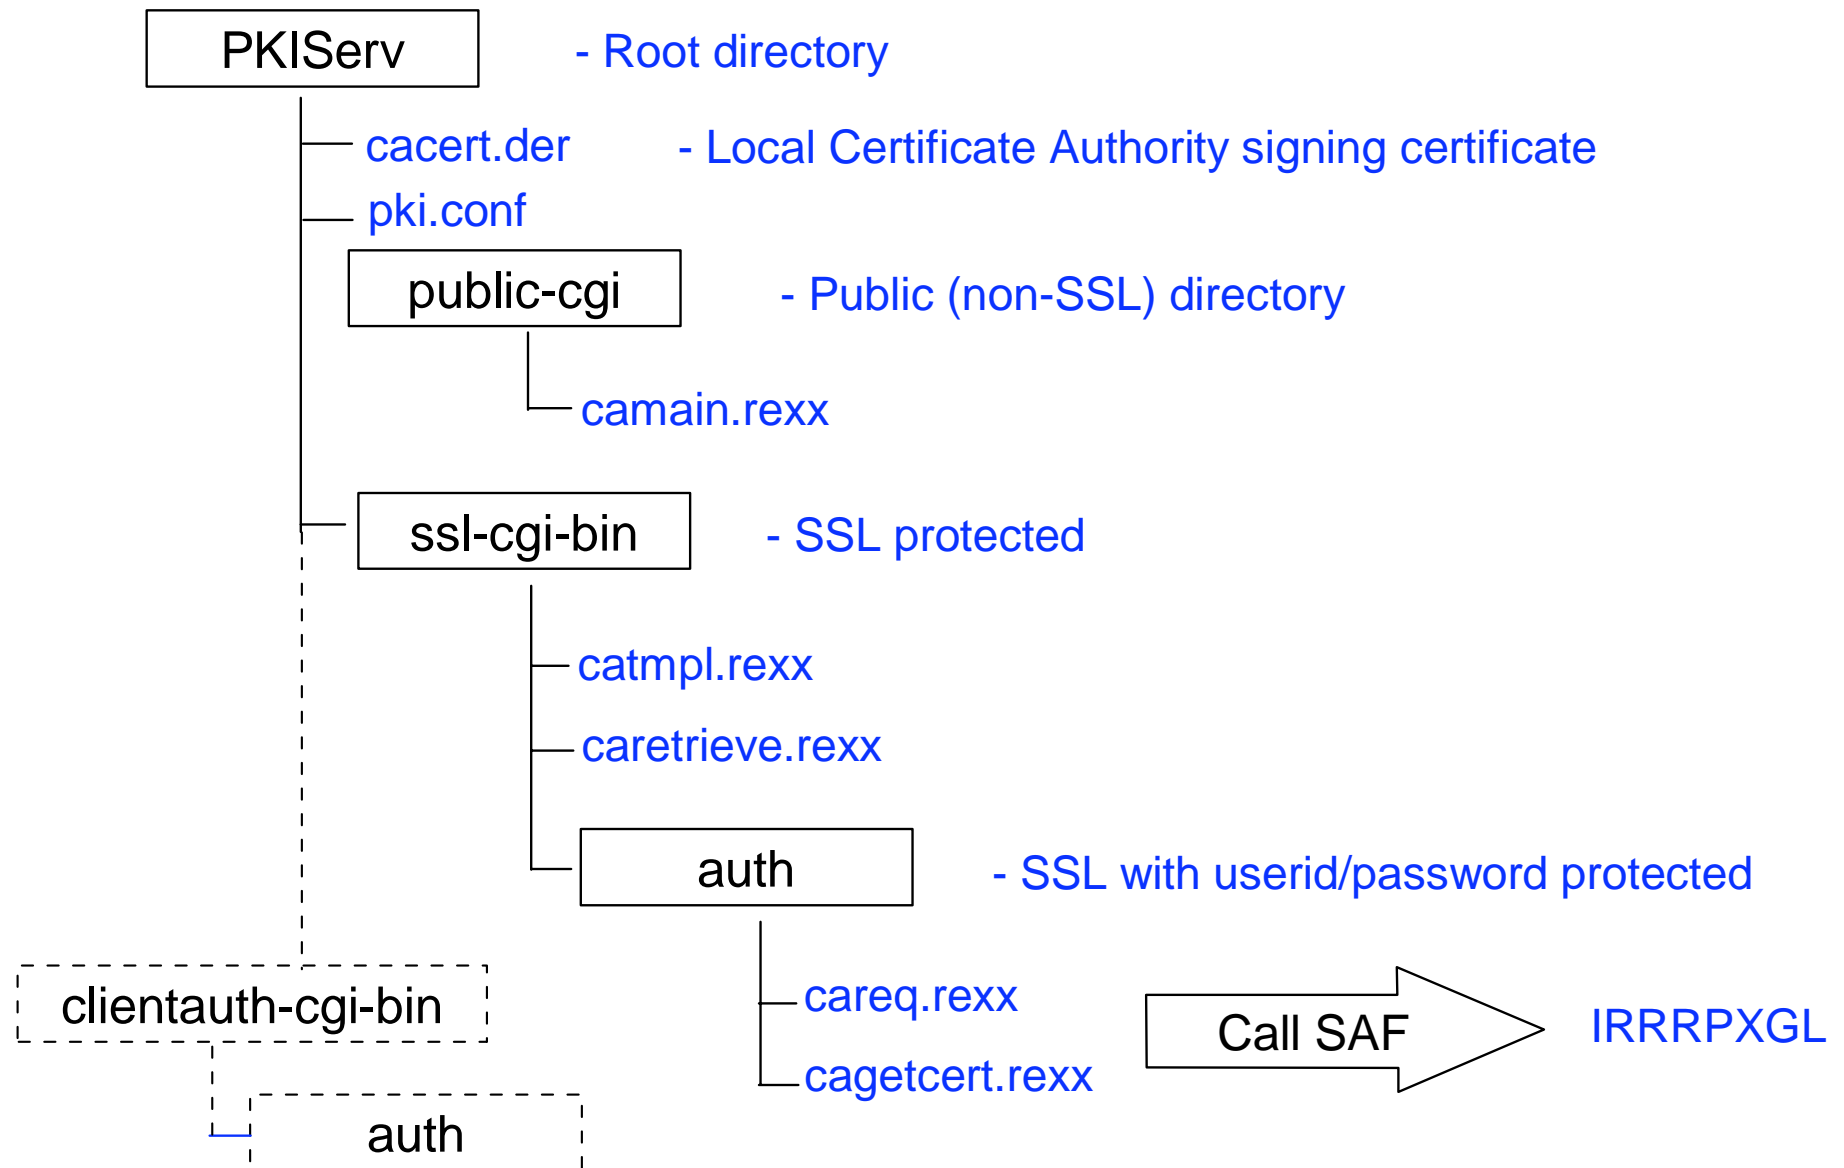 PKIServ - Root directory
cacert.der - Local Certificate Authority signing certificate
pki.conf
public-cgi - Public (non-SSL) directory
camain.rexx
ssl-cgi-bin - SSL protected
catmpl.rexx
caretrieve.rexx
auth - SSL with userid/password protected
careq.rexx
clientauth-cgi-bin
Call SAF IRRRPXGL
cagetcert.rexx
auth